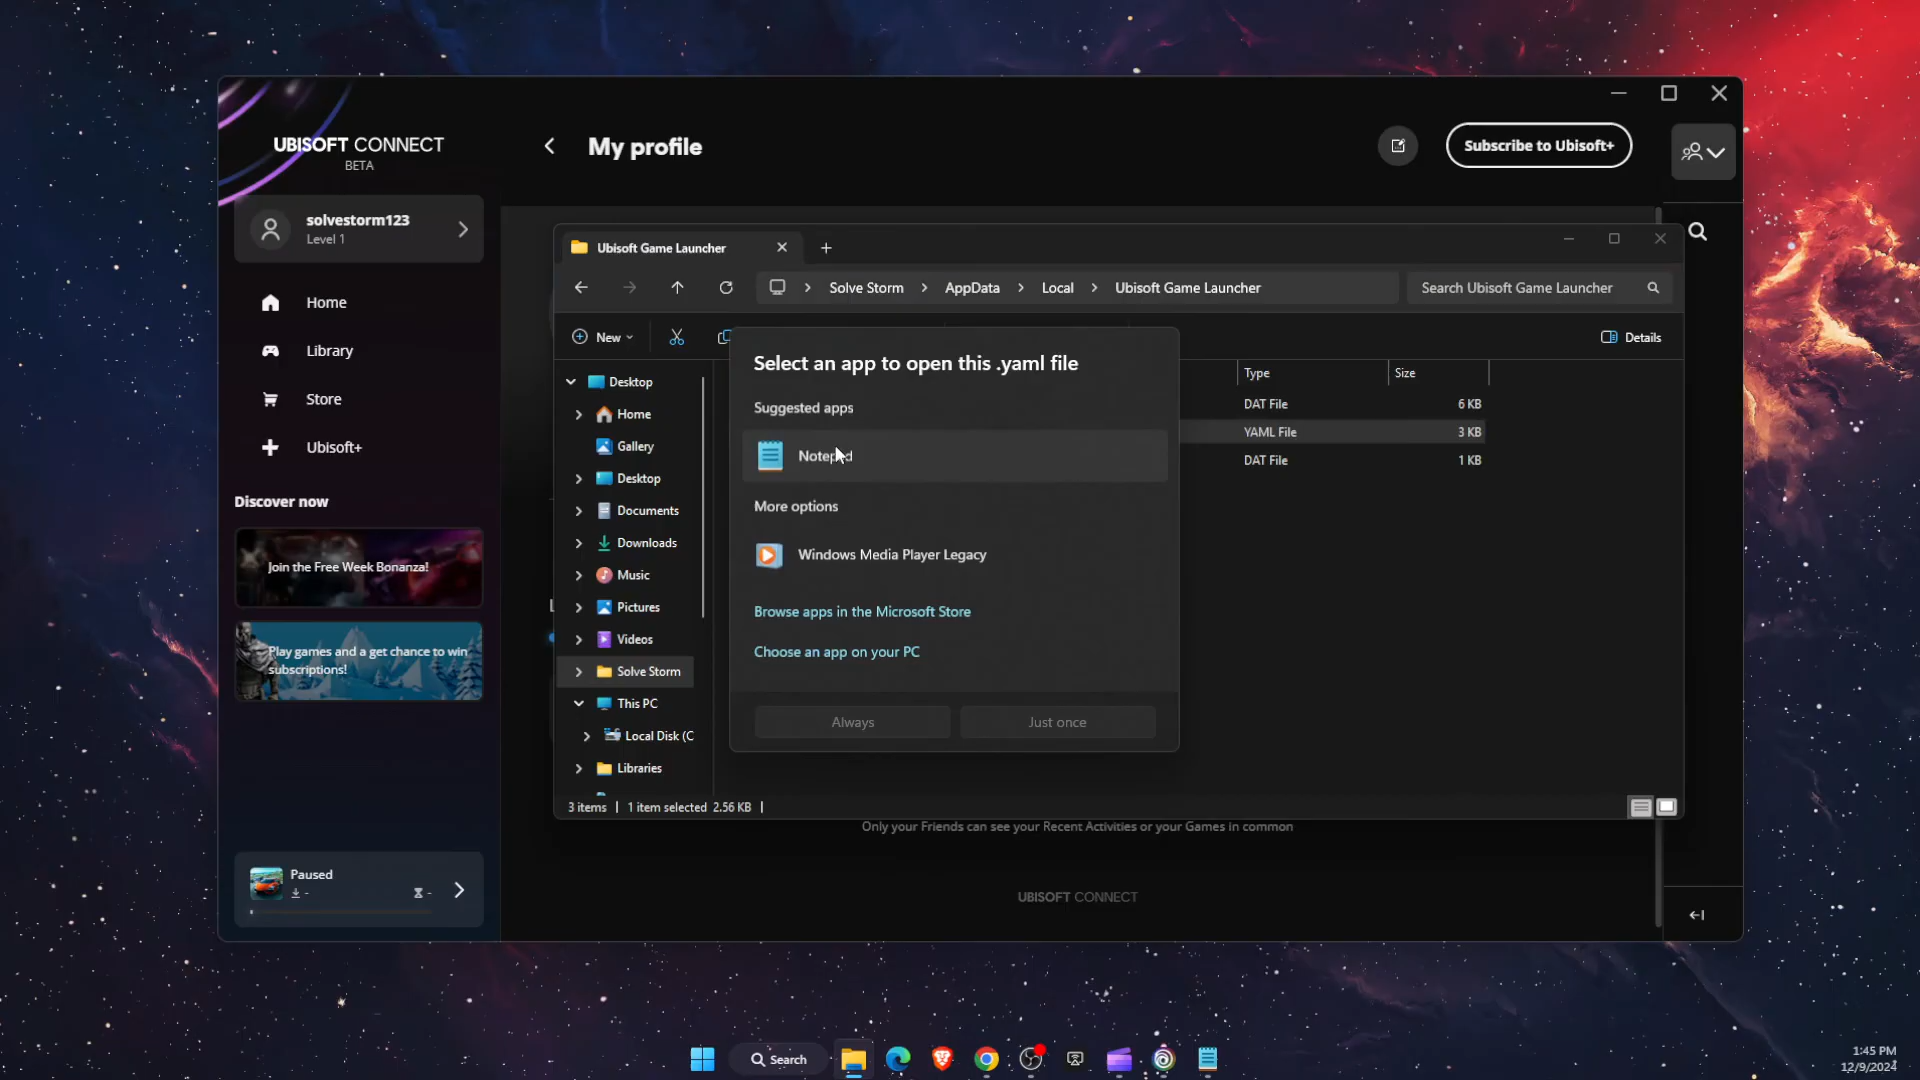 UBISOFT CONNECT
BETA
My profile
Subscribe to Ubisoft+
solvestorm123
Level 1
Home
Library
Store
Ubisoft+
Discover now
Join the Free Week Bonanza!
Play games and a get chance to win
subscriptions!
Paused
-
-
Ubisoft Game Launcher
Solve Storm
AppData
Local
Ubisoft Game Launcher
Search Ubisoft Game Launcher
New
Details
Desktop
Home
Gallery
Desktop
Documents
Downloads
Music
Pictures
Videos
Solve Storm
This PC
Local Disk (C
Libraries
Type
Size
DAT File
6 KB
YAML File
3 KB
DAT File
1 KB
Select an app to open this .yaml file
Suggested apps
Notepad
More options
Windows Media Player Legacy
Browse apps in the Microsoft Store
Choose an app on your PC
Always
Just once
3 items
1 item selected 2.56 KB
Only your Friends can see your Recent Activities or your Games in common
UBISOFT CONNECT
Search
1:45 PM
12/9/2024